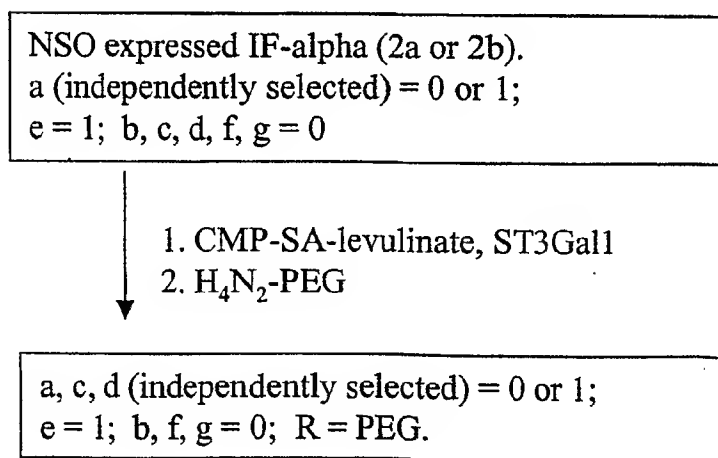 NSO expressed IF-alpha (2a or 2b).
a (independently selected) = 0 or 1;
e = 1; b, c, d, f, g = 0
1. CMP-SA-levulinate, ST3Gal1
2. H₄N₂-PEG
a, c, d (independently selected) = 0 or 1;
e = 1; b, f, g = 0; R = PEG.